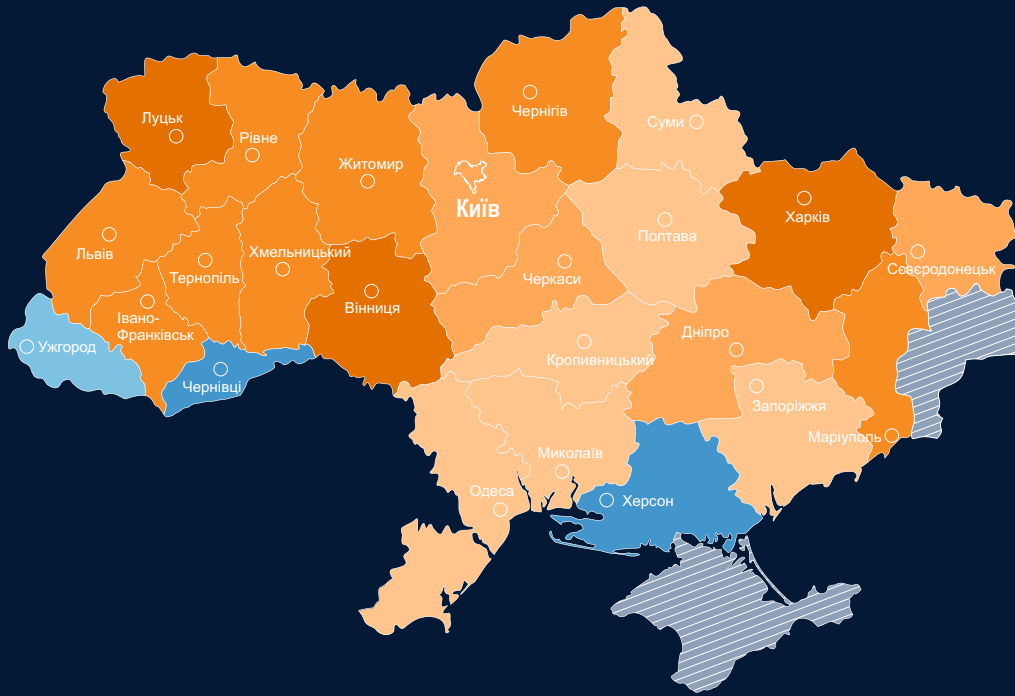 Луцьк
Рівне
Чернігів
Суми
Житомир
Київ
Харків
Полтава
Львів
Тернопіль
Хмельницький
Черкаси
Сєвєродонецьк
Вінниця
Івано-
Франківськ
Ужгород
Чернівці
Кропивницький
Дніпро
Запоріжжя
Маріуполь
Миколаїв
Одеса
Херсон